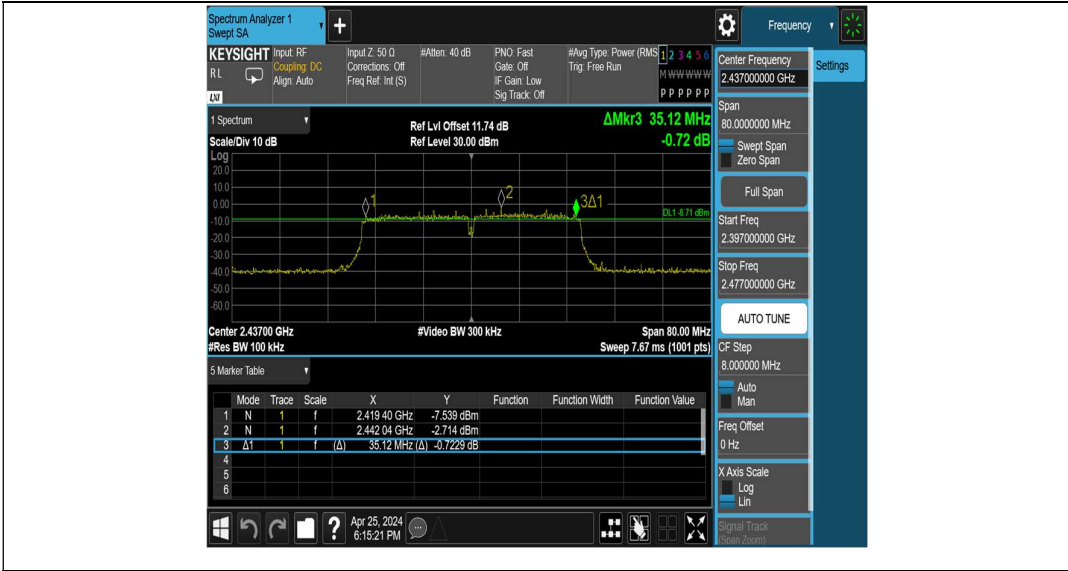 Spectrum Analyzer 1
Swept SA
Frequency
KEYSIGHT
RL
LXI
Input: RF
Coupling: DC
Align: Auto
Input Z: 50 Ω
Corrections: Off
Freq Ref: Int (S)
#Atten: 40 dB
PNO: Fast
Gate: Off
IF Gain: Low
Sig Track: Off
#Avg Type: Power (RMS
Trig: Free Run
1 2 3 4 5 6
M W W W W W
P P P P P P
Center Frequency
2.437000000 GHz
Settings
1 Spectrum
Scale/Div 10 dB
Ref Lvl Offset 11.74 dB
Ref Level 30.00 dBm
ΔMkr3 35.12 MHz
-0.72 dB
Log
20.0
10.0
0.00
-10.0
-20.0
-30.0
-40.0
-50.0
-60.0
1
2
3Δ1
DL1 -8.71 dBm
Center 2.43700 GHz
#Video BW 300 kHz
Span 80.00 MHz
#Res BW 100 kHz
Sweep 7.67 ms (1001 pts)
Span
80.0000000 MHz
Swept Span
Zero Span
Full Span
Start Freq
2.397000000 GHz
Stop Freq
2.477000000 GHz
AUTO TUNE
CF Step
8.000000 MHz
Auto
Man
Freq Offset
0 Hz
X Axis Scale
Log
Lin
Signal Track
(Span Zoom)
5 Marker Table
Mode Trace Scale X Y Function Function Width Function Value
1 N 1 f 2.419 40 GHz -7.539 dBm
2 N 1 f 2.442 04 GHz -2.714 dBm
3 Δ1 1 f (Δ) 35.12 MHz (Δ) -0.7229 dB
4
5
6
?
Apr 25, 2024
6:15:21 PM